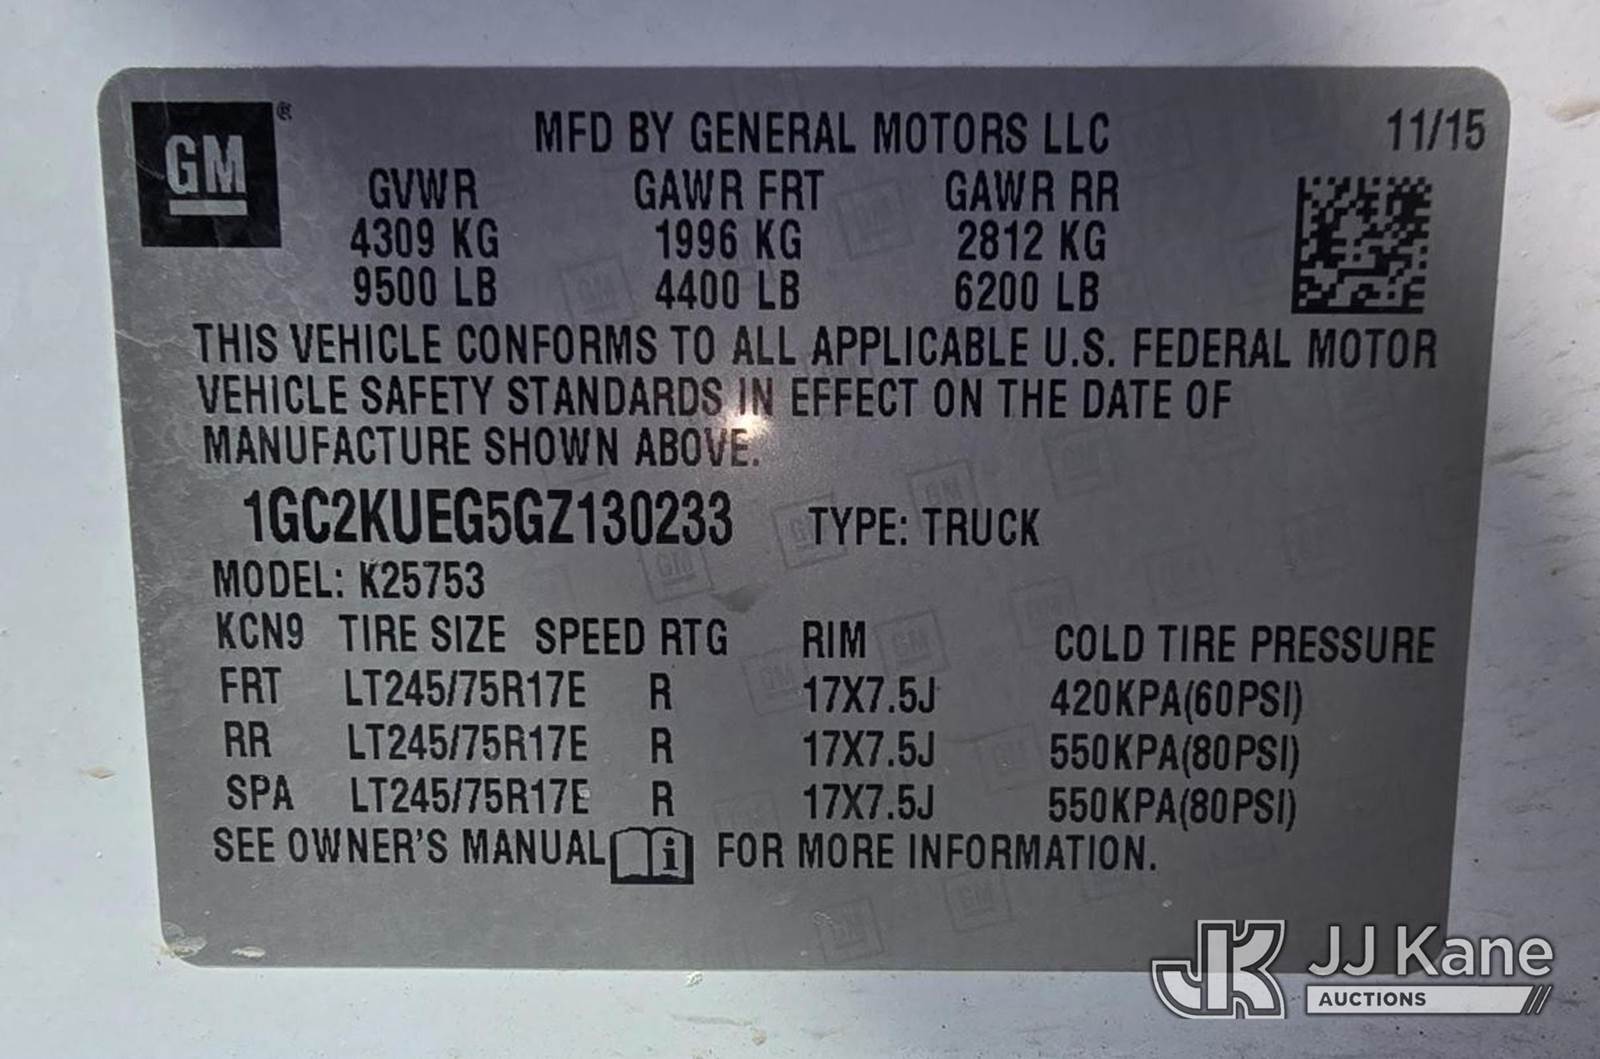 GM ®
MFD BY GENERAL MOTORS LLC 11/15
GVWR GAWR FRT GAWR RR
4309 KG 1996 KG 2812 KG
9500 LB 4400 LB 6200 LB
THIS VEHICLE CONFORMS TO ALL APPLICABLE U.S. FEDERAL MOTOR
VEHICLE SAFETY STANDARDS IN EFFECT ON THE DATE OF
MANUFACTURE SHOWN ABOVE.
1GC2KUEG5GZ130233 TYPE: TRUCK
MODEL: K25753
KCN9 TIRE SIZE SPEED RTG RIM COLD TIRE PRESSURE
FRT LT245/75R17E R 17X7.5J 420KPA(60PSI)
RR LT245/75R17E R 17X7.5J 550KPA(80PSI)
SPA LT245/75R17E R 17X7.5J 550KPA(80PSI)
SEE OWNER'S MANUAL i FOR MORE INFORMATION.
JK JJ Kane
AUCTIONS